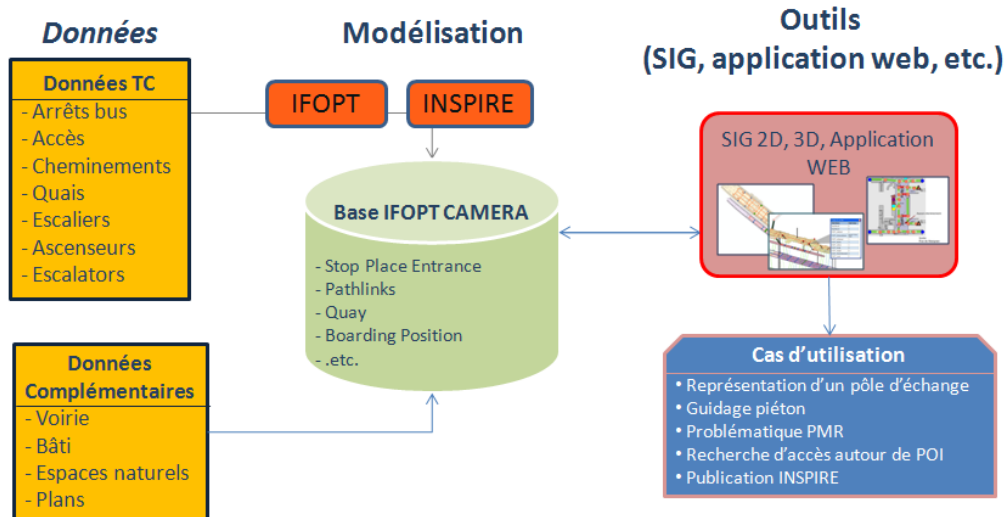 Données
Données TC
- Arrêts bus
- Accès
- Cheminements
- Quais
- Escaliers
- Ascenseurs
- Escalators
Données
Complémentaires
- Voirie
- Bâti
- Espaces naturels
- Plans
Modélisation
IFOPT
INSPIRE
Base IFOPT CAMERA
- Stop Place Entrance
- Pathlinks
- Quay
- Boarding Position
- .etc.
Outils
(SIG, application web, etc.)
SIG 2D, 3D, Application
WEB
Cas d’utilisation
• Représentation d’un pôle d’échange
• Guidage piéton
• Problématique PMR
• Recherche d’accès autour de POI
• Publication INSPIRE